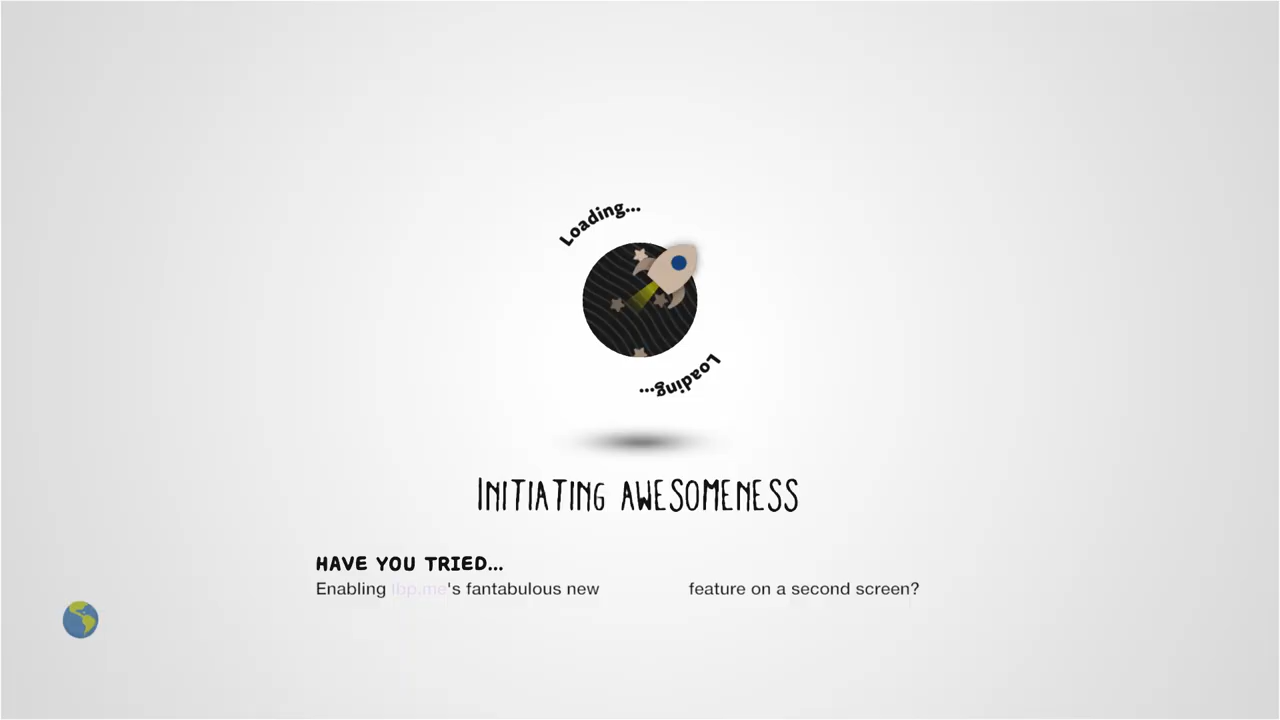 Loading...
Loading...
INITIATING AWESOMENESS
HAVE YOU TRIED...
Enabling lbp.me's fantabulous new feature on a second screen?